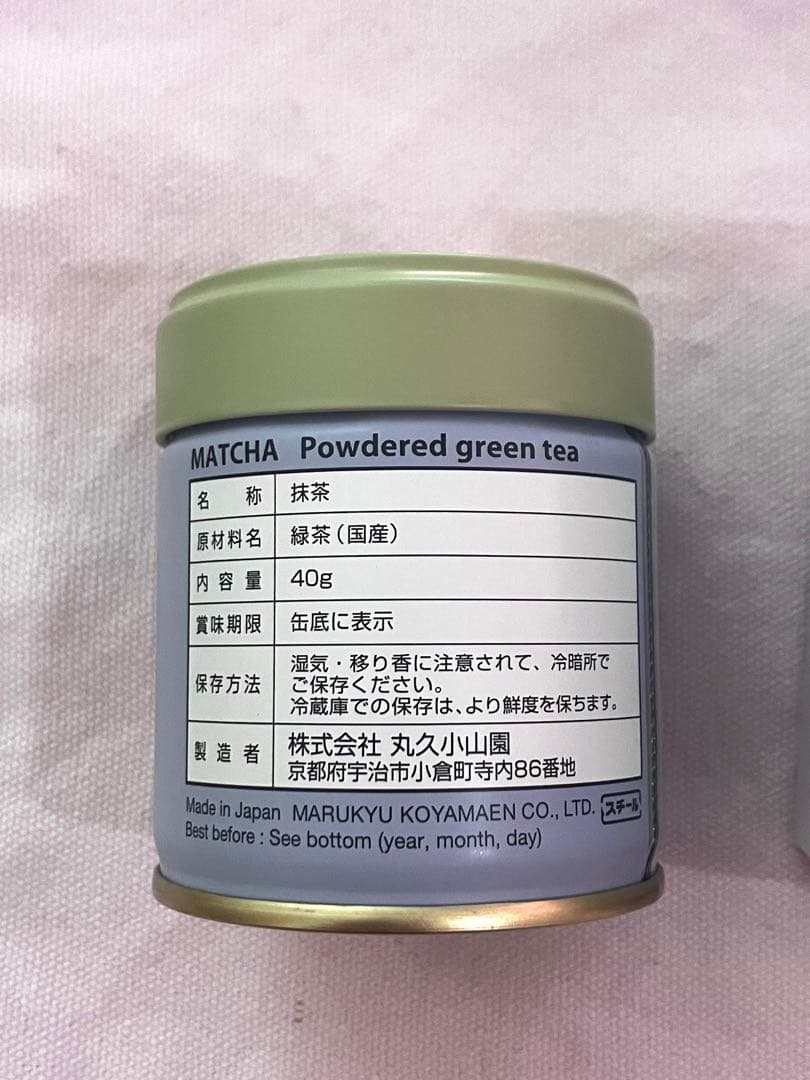 MATCHA Powdered green tea
名称 抹茶
原材料名 緑茶（国産）
内容量 40g
賞味期限 缶底に表示
保存方法 湿気・移り香に注意されて、冷暗所で
ご保存ください。
冷蔵庫での保存は、より鮮度を保ちます。
製造者 株式会社 丸久小山園
京都府宇治市小倉町寺内86番地
Made in Japan MARUKYU KOYAMAEN CO., LTD. スチール
Best before : See bottom (year, month, day)